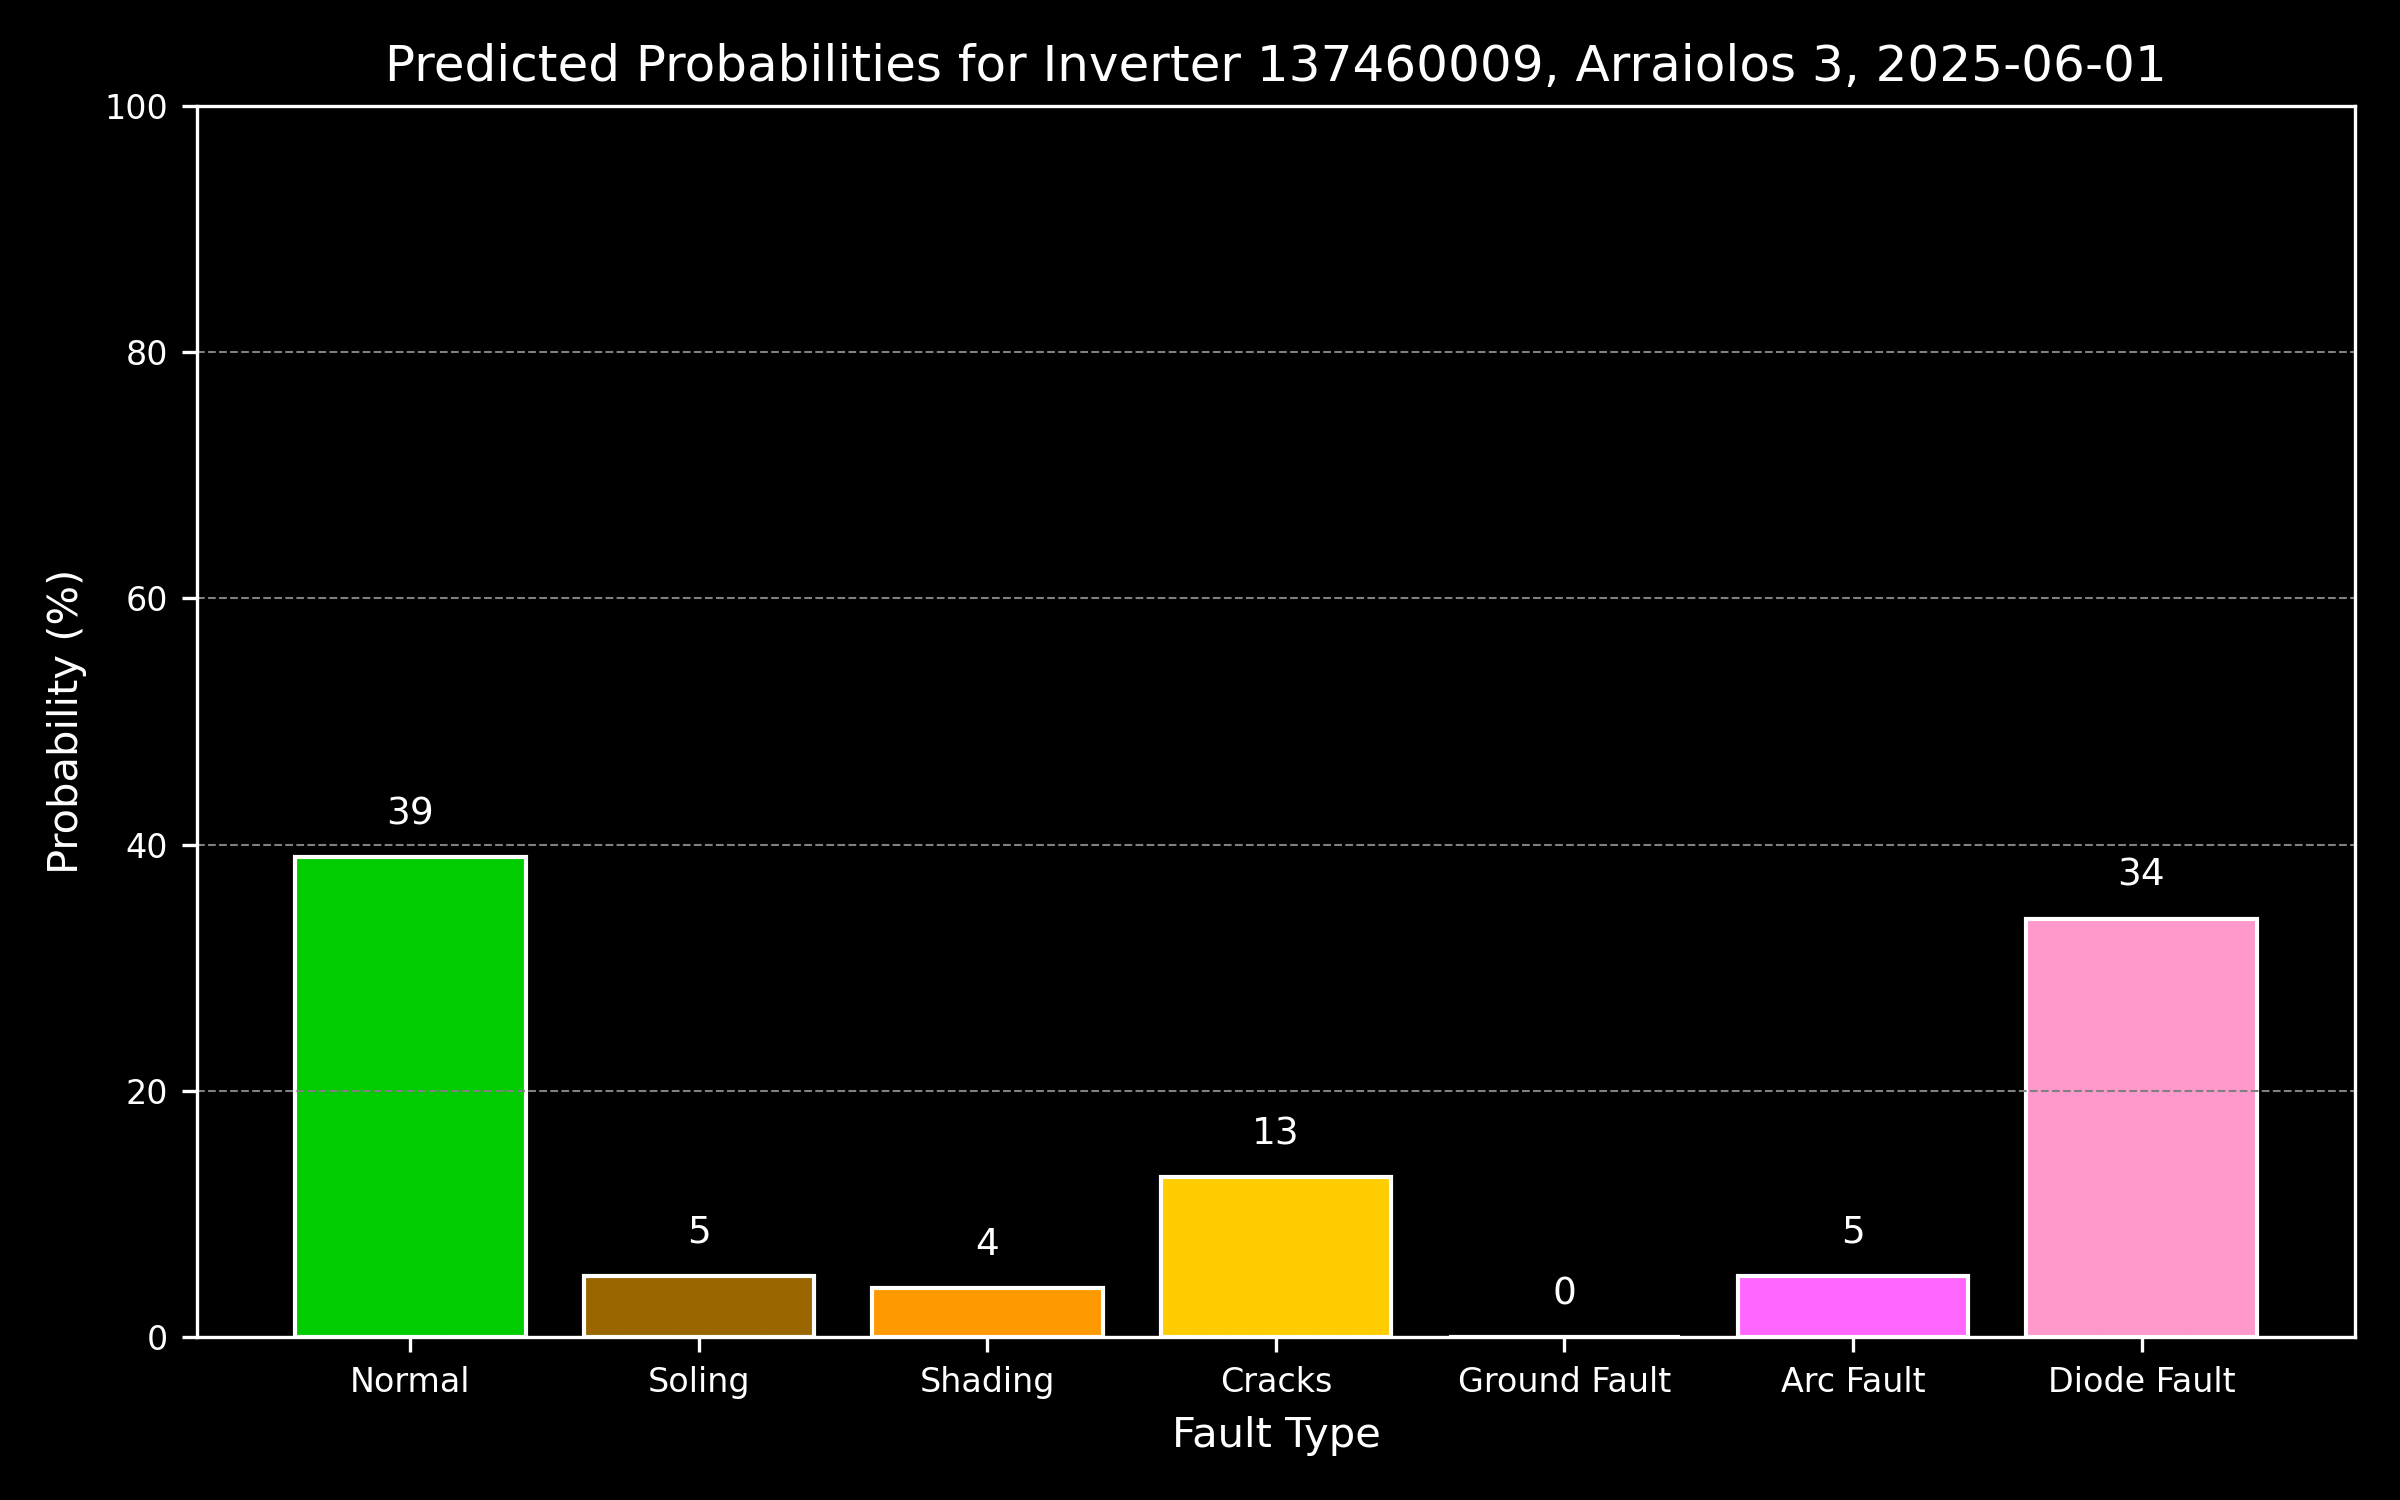 Predicted Probabilities for Inverter 137460009, Arraiolos 3, 2025-06-01
Probability (%)
100
80
60
40
20
0
39
5
4
13
0
5
34
Normal
Soling
Shading
Cracks
Ground Fault
Arc Fault
Diode Fault
Fault Type